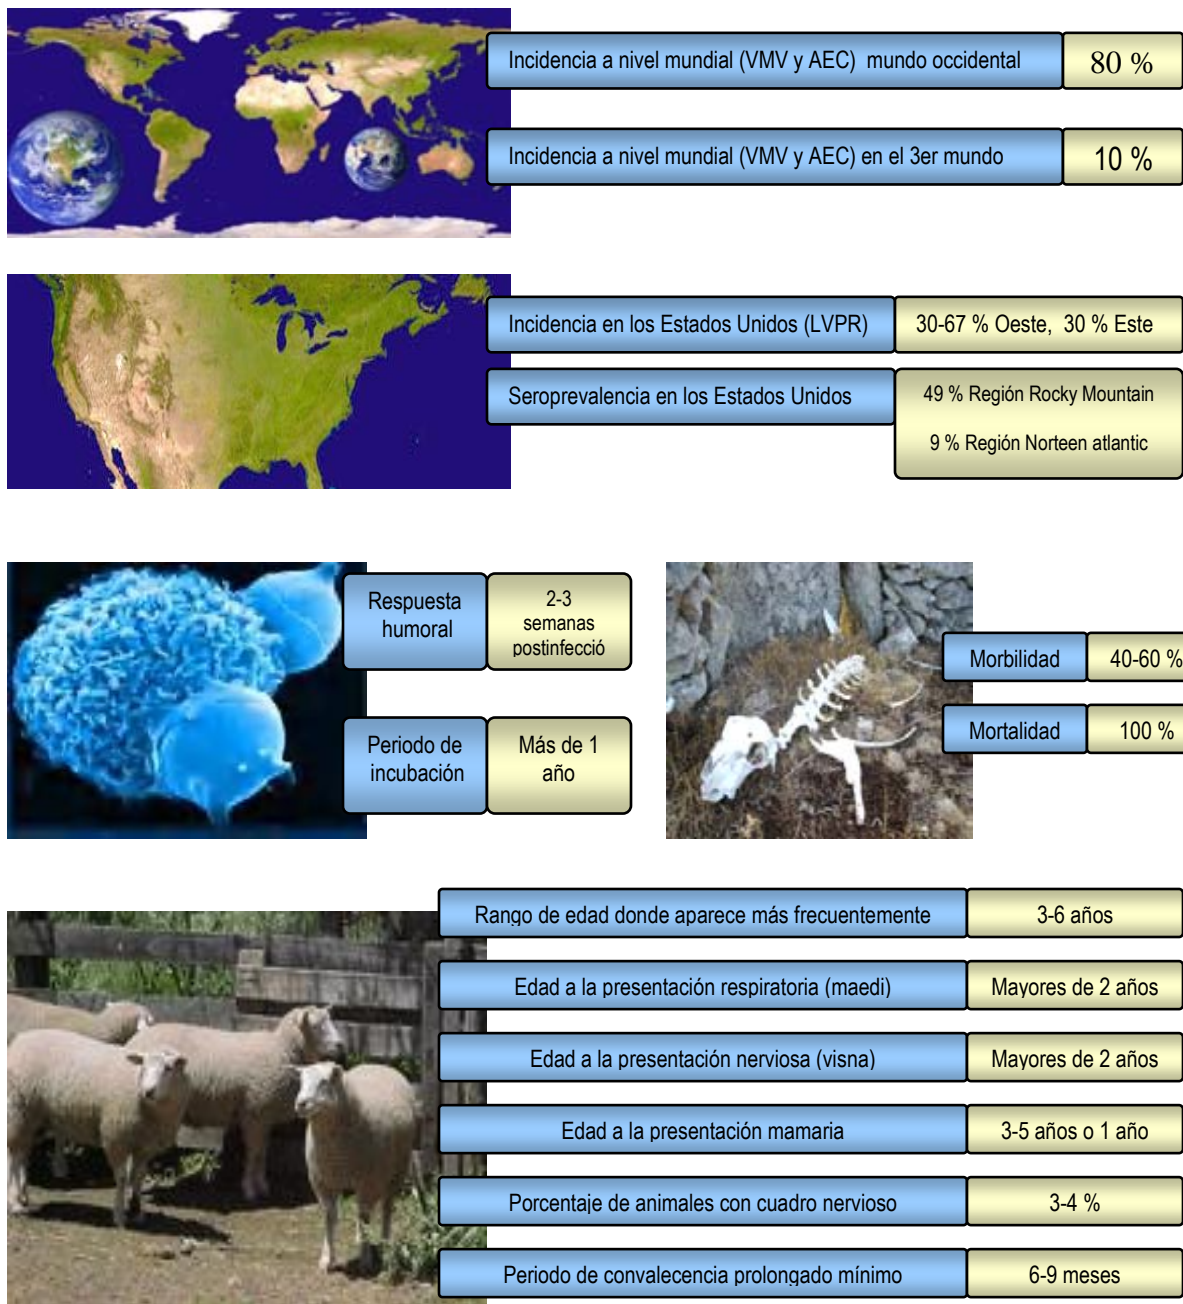 Incidencia a nivel mundial (VMV y AEC)  mundo occidental
80 %
Incidencia a nivel mundial (VMV y AEC) en el 3er mundo
10 %
Incidencia en los Estados Unidos (LVPR)
30-67 % Oeste,  30 % Este
Seroprevalencia en los Estados Unidos
49 % Región Rocky Mountain
9 % Región Norteen atlantic
Respuesta
humoral
2-3
semanas
postinfecció
Periodo de
incubación
Más de 1
año
Morbilidad
40-60 %
Mortalidad
100 %
Rango de edad donde aparece más frecuentemente
3-6 años
Edad a la presentación respiratoria (maedi)
Mayores de 2 años
Edad a la presentación nerviosa (visna)
Mayores de 2 años
Edad a la presentación mamaria
3-5 años o 1 año
Porcentaje de animales con cuadro nervioso
3-4 %
Periodo de convalecencia prolongado mínimo
6-9 meses